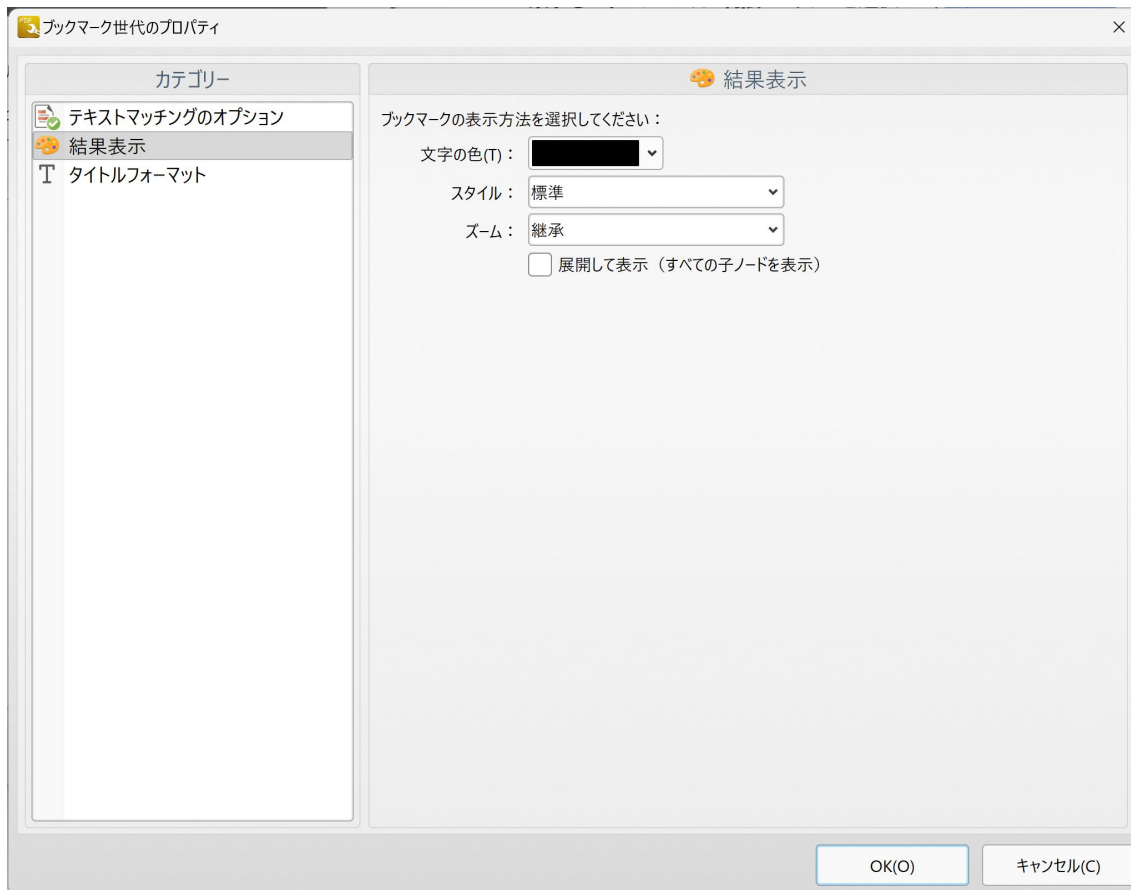 ブックマーク世代のプロパティ
カテゴリー
テキストマッチングのオプション
結果表示
タイトルフォーマット
結果表示
ブックマークの表示方法を選択してください：
文字の色(T)：
スタイル： 標準
ズーム： 継承
展開して表示（すべての子ノードを表示）
OK(O) キャンセル(C)